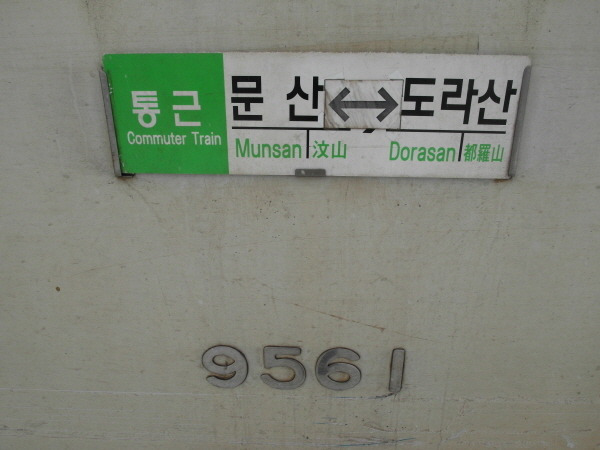 통근 문산 ↔ 도라산
Commuter Train Munsan 汶山 Dorasan 都羅山
9561